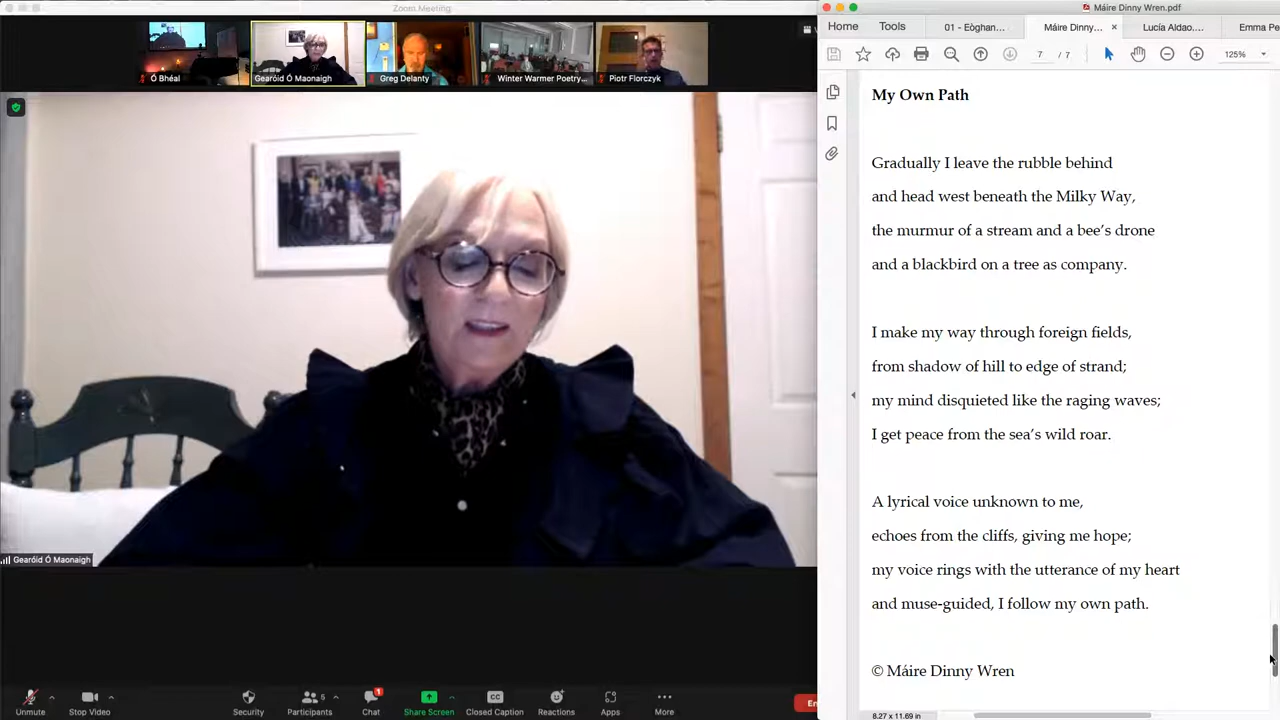 Zoom Meeting
Ó Bhéal
Gearóid Ó Maonaigh
Greg Delanty
Winter Warmer Poetry...
Piotr Florczyk
Gearóid Ó Maonaigh
Unmute
Stop Video
Security
5
Participants
1
Chat
Share Screen
CC
Closed Caption
Reactions
Apps
More
En
Máire Dinny Wren.pdf
Home
Tools
01 - Eòghan...
Máire Dinny... ×
Lucía Aldao....
Emma Pe
7 / 7
125%
My Own Path
Gradually I leave the rubble behind
and head west beneath the Milky Way,
the murmur of a stream and a bee’s drone
and a blackbird on a tree as company.
I make my way through foreign fields,
from shadow of hill to edge of strand;
my mind disquieted like the raging waves;
I get peace from the sea’s wild roar.
A lyrical voice unknown to me,
echoes from the cliffs, giving me hope;
my voice rings with the utterance of my heart
and muse-guided, I follow my own path.
© Máire Dinny Wren
8.27 x 11.69 in